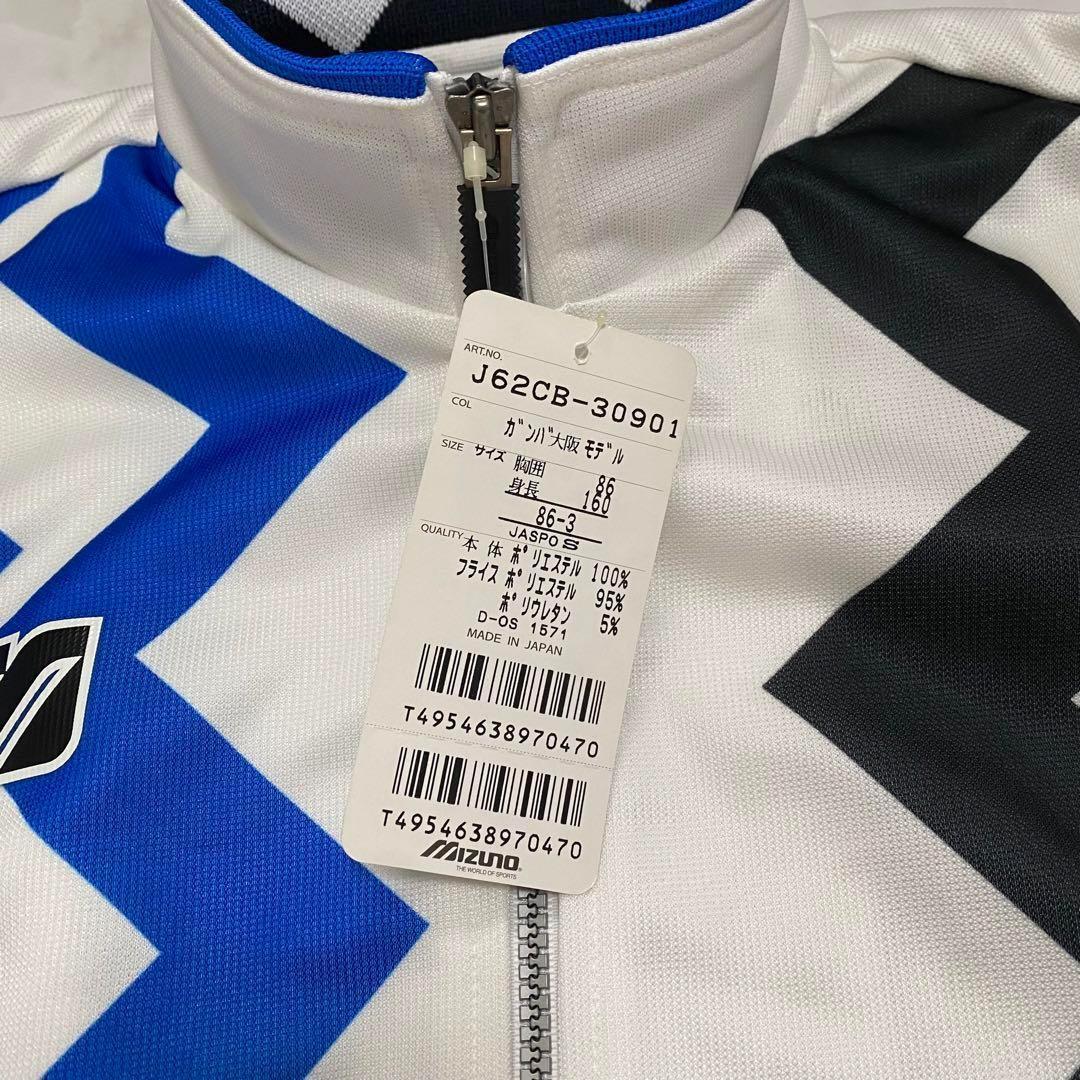 ART.NO.
J62CB-30901
COL
ガンバ大阪 モデル
SIZE サイズ 胸囲 86
身長 160
86-3
JASPO S
QUALITY 本体 ポリエステル 100%
フライス ポリエステル 95%
ポリウレタン 5%
D-OS 1571
MADE IN JAPAN
T4954638970470
T4954638970470
MIZUNO®
THE WORLD OF SPORTS